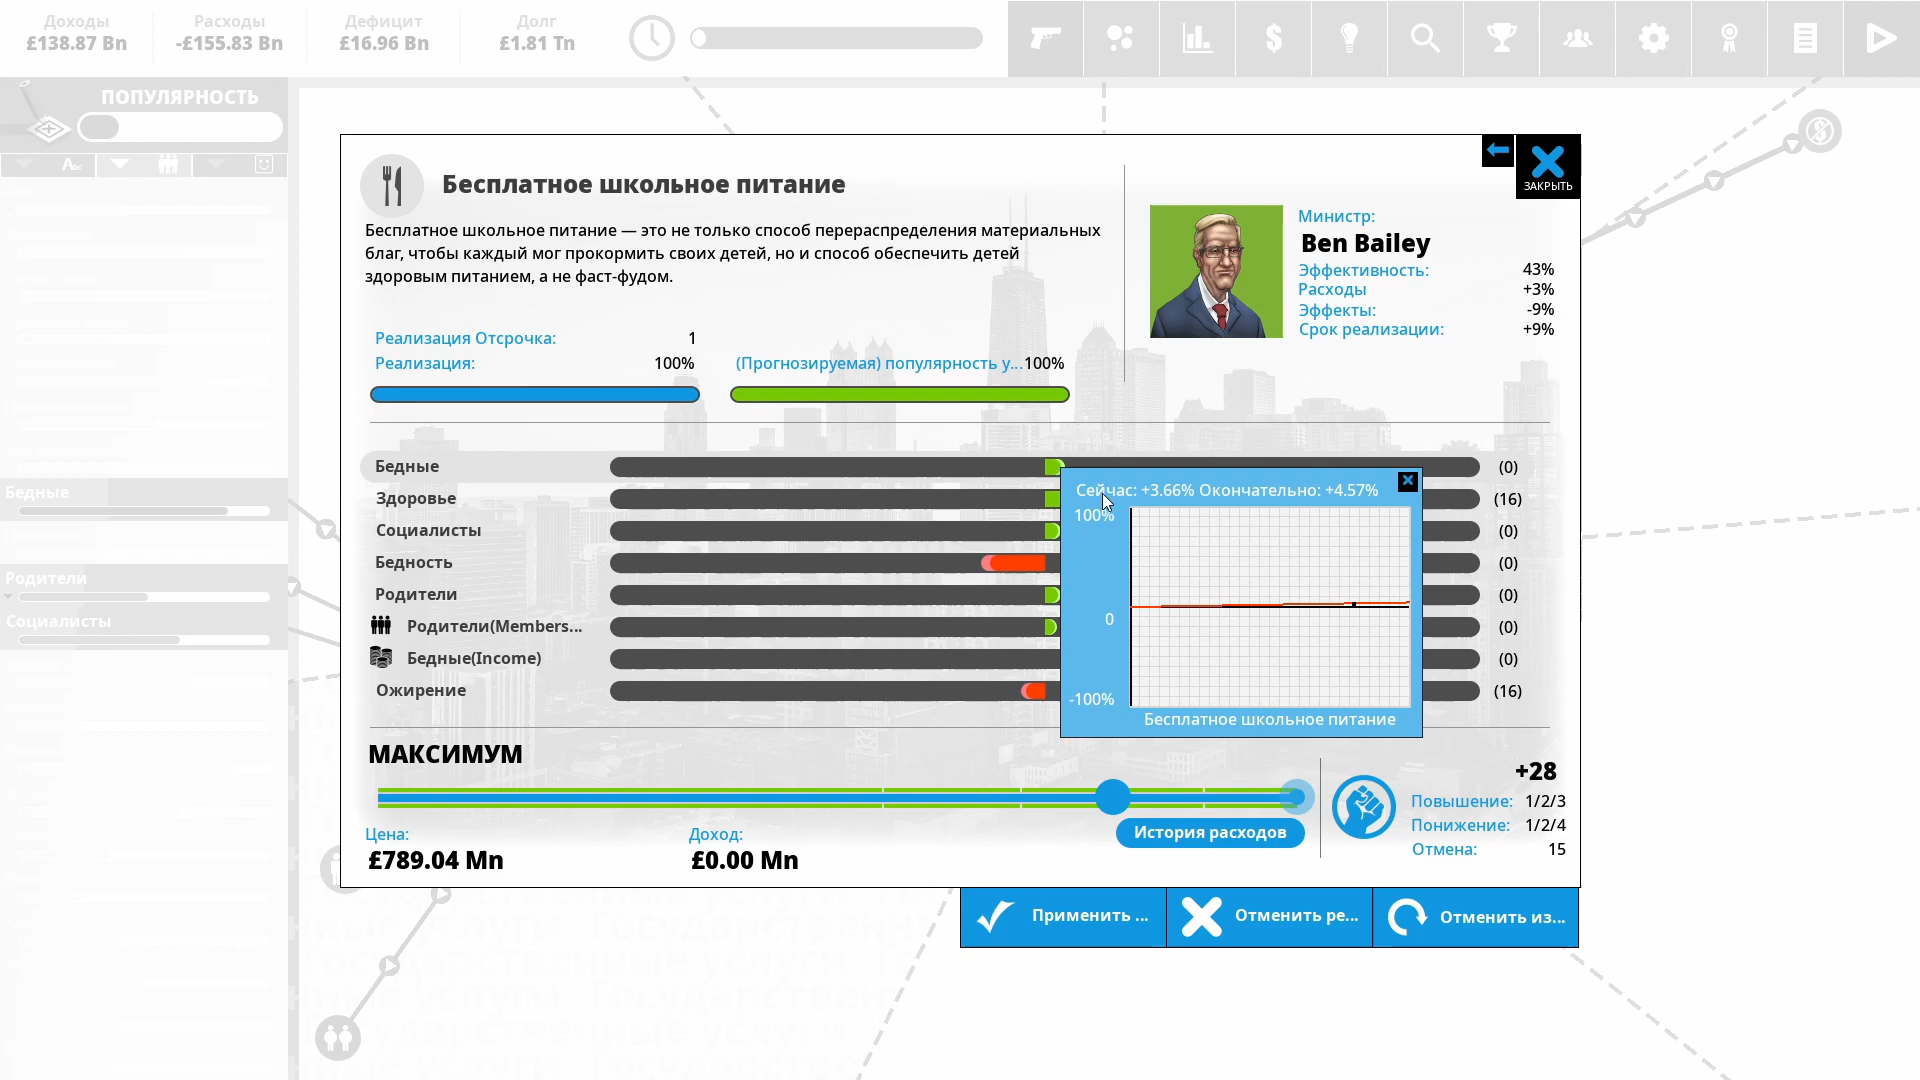 Доходы
£138.87 Bn
Расходы
-£155.83 Bn
Дефицит
£16.96 Bn
Долг
£1.81 Tn
ПОПУЛЯРНОСТЬ
Бедные
Родители
Социалисты
ЗАКРЫТЬ
Бесплатное школьное питание
Бесплатное школьное питание — это не только способ перераспределения материальных
благ, чтобы каждый мог прокормить своих детей, но и способ обеспечить детей
здоровым питанием, а не фаст-фудом.
Министр:
Ben Bailey
Эффективность: 43%
Расходы +3%
Эффекты: -9%
Срок реализации: +9%
Реализация Отсрочка: 1
Реализация: 100%
(Прогнозируемая) популярность у...100%
Бедные (0)
Здоровье (16)
Социалисты (0)
Бедность (0)
Родители (0)
Родители(Members... (0)
Бедные(Income) (0)
Ожирение (16)
Сейчас: +3.66% Окончательно: +4.57%
100%
0
-100%
Бесплатное школьное питание
МАКСИМУМ
Цена:
£789.04 Mn
Доход:
£0.00 Mn
История расходов
+28
Повышение: 1/2/3
Понижение: 1/2/4
Отмена: 15
Применить ...
Отменить ре...
Отменить из...